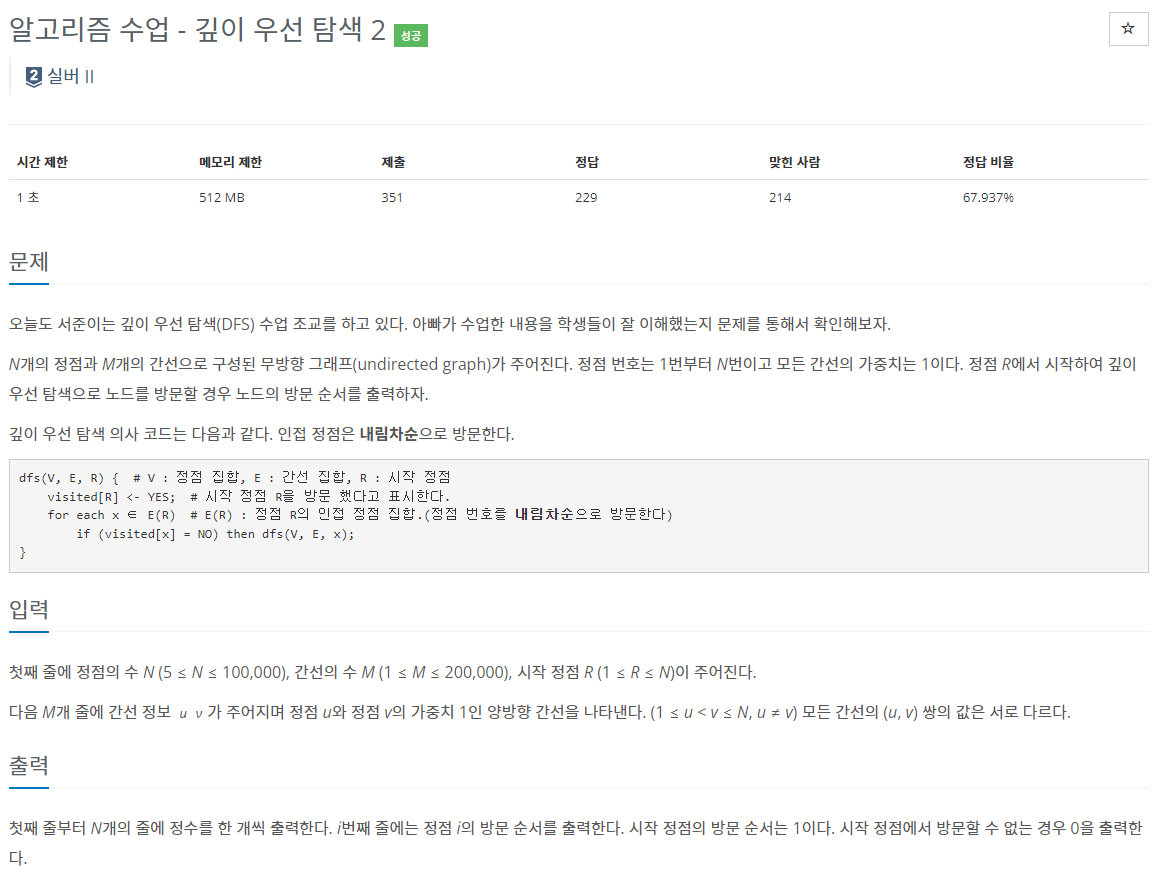 알고리즘 수업 - 깊이 우선 탐색 2 성공
2 실버 II
시간 제한 메모리 제한 제출 정답 맞힌 사람 정답 비율
1 초 512 MB 351 229 214 67.937%
문제
오늘도 서준이는 깊이 우선 탐색(DFS) 수업 조교를 하고 있다. 아빠가 수업한 내용을 학생들이 잘 이해했는지 문제를 통해서 확인해보자.
N개의 정점과 M개의 간선으로 구성된 무방향 그래프(undirected graph)가 주어진다. 정점 번호는 1번부터 N번이고 모든 간선의 가중치는 1이다. 정점 R에서 시작하여 깊이
우선 탐색으로 노드를 방문할 경우 노드의 방문 순서를 출력하자.
깊이 우선 탐색 의사 코드는 다음과 같다. 인접 정점은 내림차순으로 방문한다.
dfs(V, E, R) {  # V : 정점 집합, E : 간선 집합, R : 시작 정점
    visited[R] <- YES;  # 시작 정점 R을 방문 했다고 표시한다.
    for each x ∈ E(R)  # E(R) : 정점 R의 인접 정점 집합.(정점 번호를 내림차순으로 방문한다)
        if (visited[x] = NO) then dfs(V, E, x);
}
입력
첫째 줄에 정점의 수 N (5 ≤ N ≤ 100,000), 간선의 수 M (1 ≤ M ≤ 200,000), 시작 정점 R (1 ≤ R ≤ N)이 주어진다.
다음 M개 줄에 간선 정보 u v가 주어지며 정점 u와 정점 v의 가중치 1인 양방향 간선을 나타낸다. (1 ≤ u < v ≤ N, u ≠ v) 모든 간선의 (u, v) 쌍의 값은 서로 다르다.
출력
첫째 줄부터 N개의 줄에 정수를 한 개씩 출력한다. i번째 줄에는 정점 i의 방문 순서를 출력한다. 시작 정점의 방문 순서는 1이다. 시작 정점에서 방문할 수 없는 경우 0을 출력한
다.